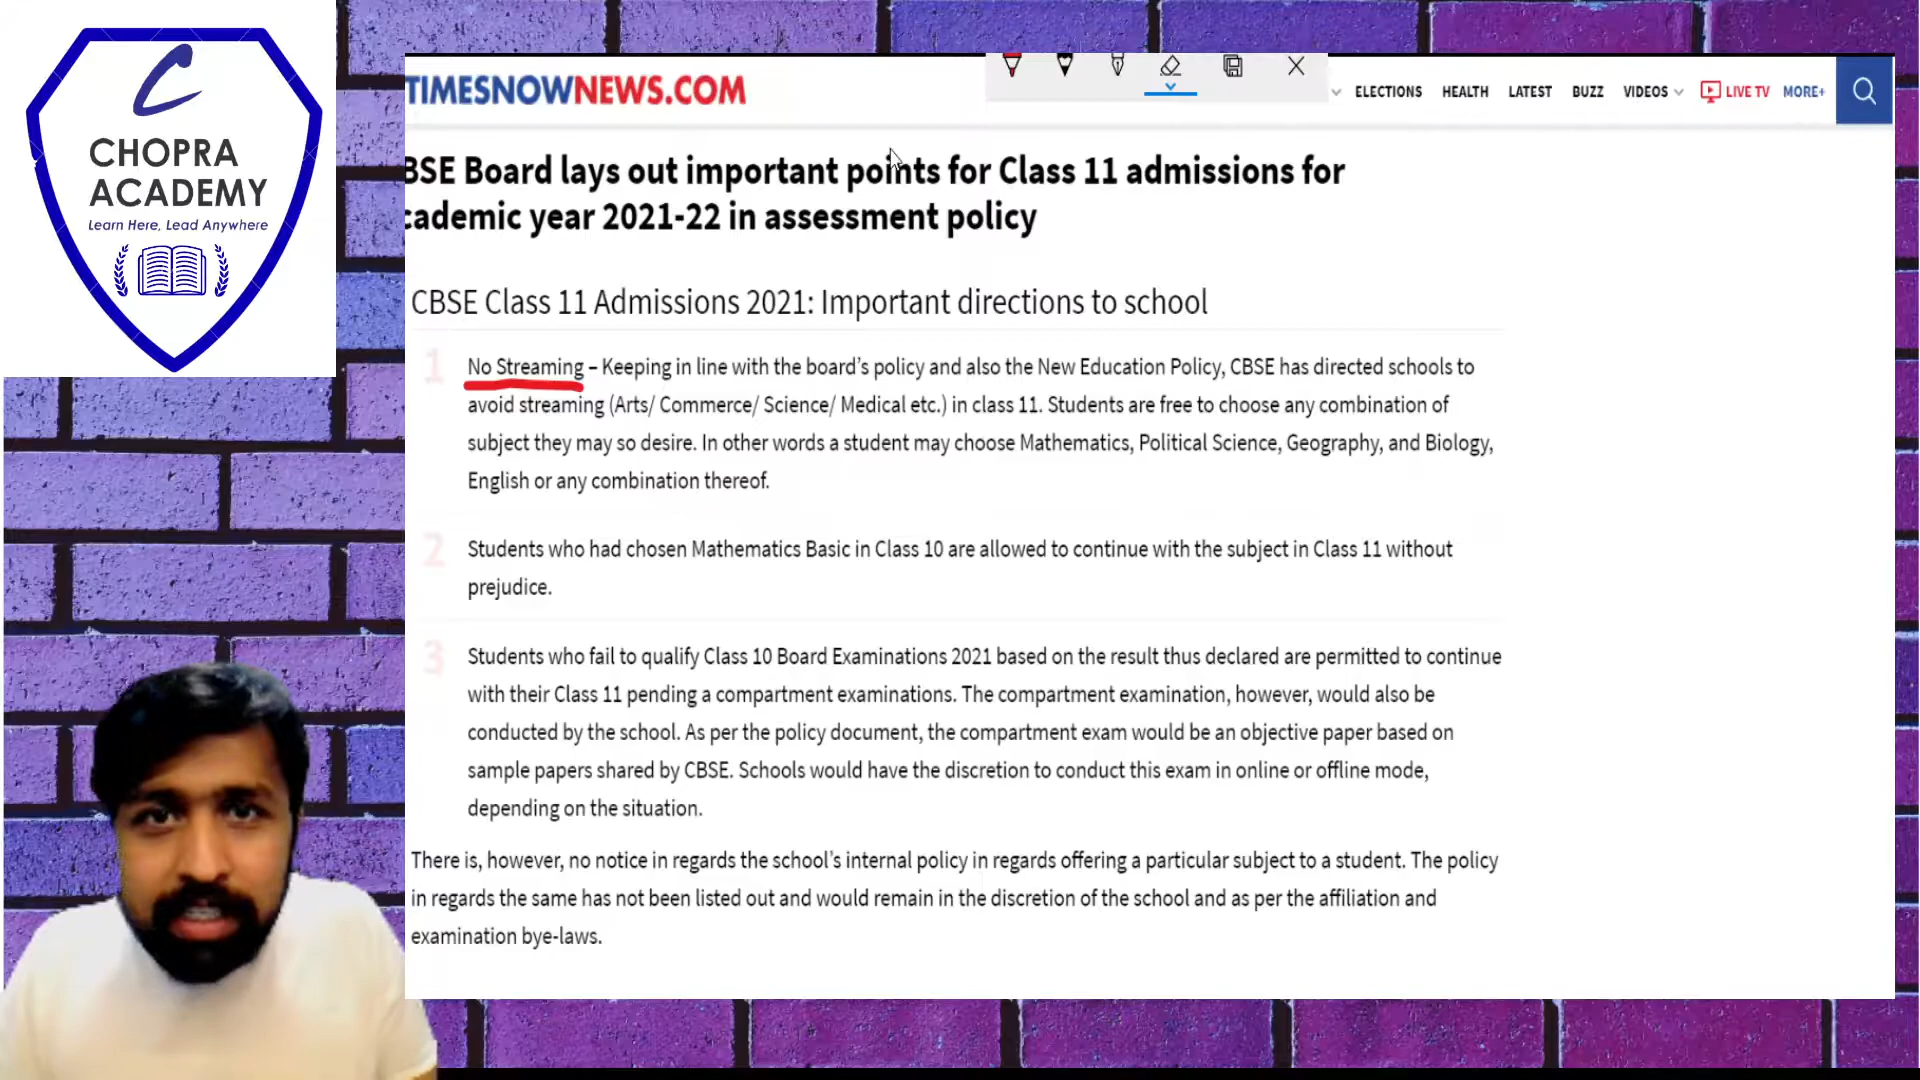 CHOPRA
ACADEMY
Learn Here, Lead Anywhere
TIMESNOWNEWS.COM
ELECTIONS HEALTH LATEST BUZZ VIDEOS LIVE TV MORE+
BSE Board lays out important points for Class 11 admissions for
cademic year 2021-22 in assessment policy
CBSE Class 11 Admissions 2021: Important directions to school
1 No Streaming – Keeping in line with the board's policy and also the New Education Policy, CBSE has directed schools to
avoid streaming (Arts/ Commerce/ Science/ Medical etc.) in class 11. Students are free to choose any combination of
subject they may so desire. In other words a student may choose Mathematics, Political Science, Geography, and Biology,
English or any combination thereof.
2 Students who had chosen Mathematics Basic in Class 10 are allowed to continue with the subject in Class 11 without
prejudice.
3 Students who fail to qualify Class 10 Board Examinations 2021 based on the result thus declared are permitted to continue
with their Class 11 pending a compartment examinations. The compartment examination, however, would also be
conducted by the school. As per the policy document, the compartment exam would be an objective paper based on
sample papers shared by CBSE. Schools would have the discretion to conduct this exam in online or offline mode,
depending on the situation.
There is, however, no notice in regards the school's internal policy in regards offering a particular subject to a student. The policy
in regards the same has not been listed out and would remain in the discretion of the school and as per the affiliation and
examination bye-laws.